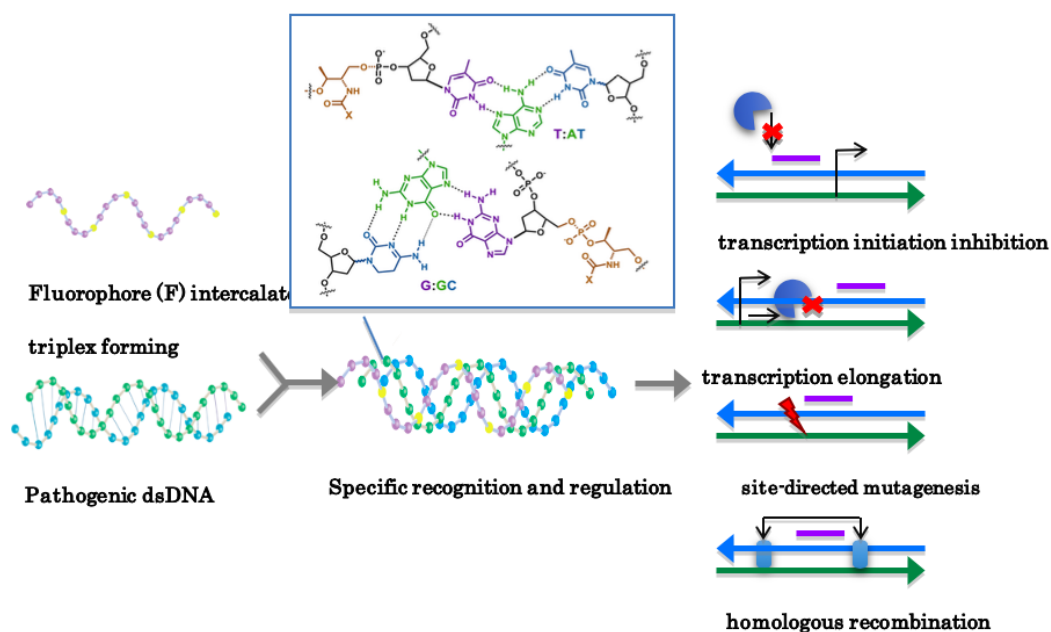 T:AT
G:GC
Fluorophore (F) intercalate
triplex forming
Pathogenic dsDNA
Specific recognition and regulation
transcription initiation inhibition
transcription elongation
site-directed mutagenesis
homologous recombination